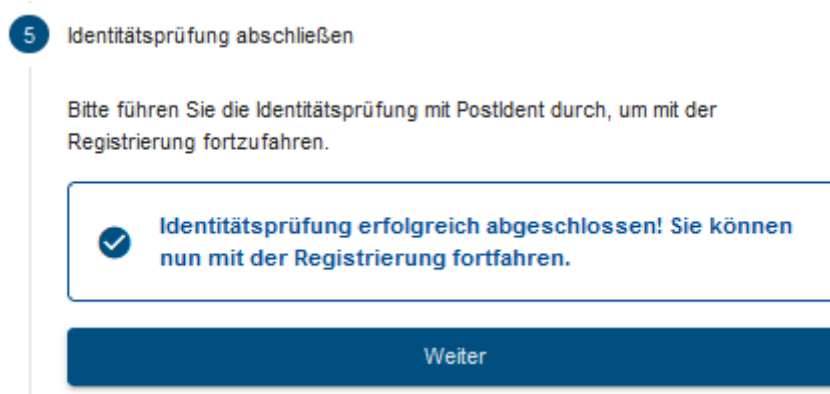 5 Identitätsprüfung abschließen
Bitte führen Sie die Identitätsprüfung mit PostIdent durch, um mit der
Registrierung fortzufahren.
Identitätsprüfung erfolgreich abgeschlossen! Sie können
nun mit der Registrierung fortfahren.
Weiter